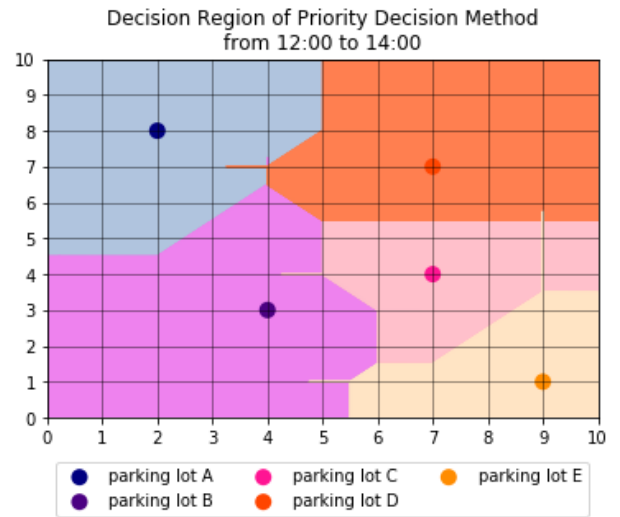 Decision Region of Priority Decision Method
from 12:00 to 14:00
10
9
8
7
6
5
4
3
2
1
0
0 1 2 3 4 5 6 7 8 9 10
parking lot A parking lot C parking lot E
parking lot B parking lot D